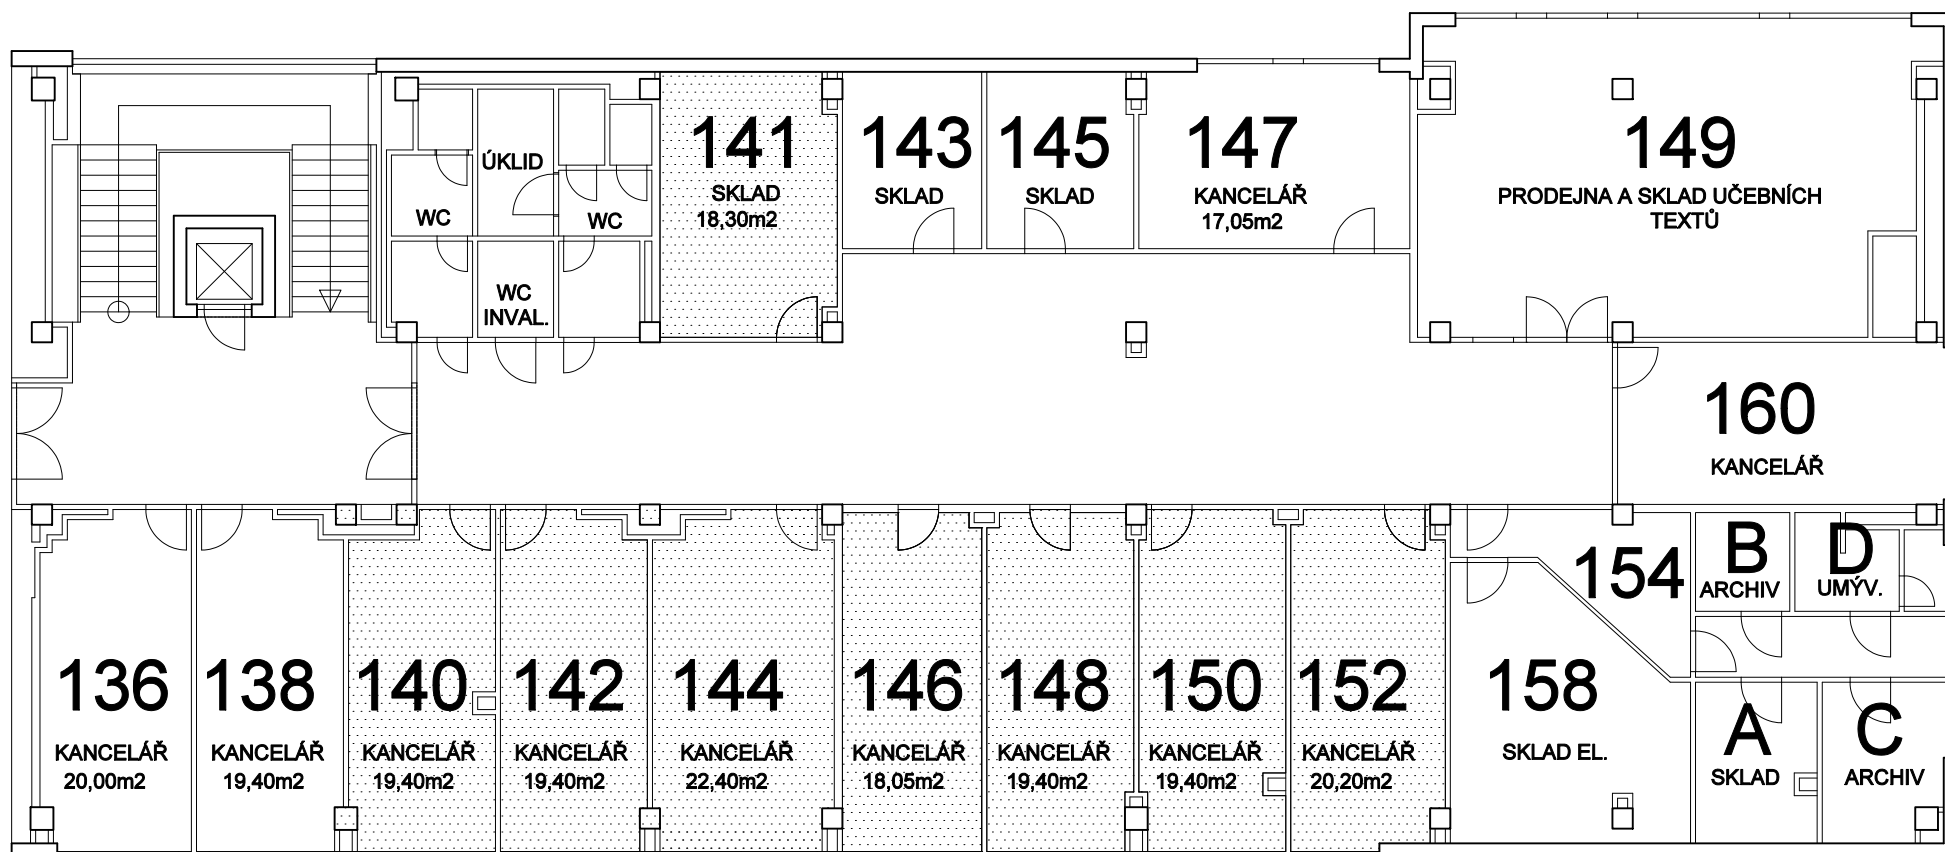 141
SKLAD
18,30m2
143
SKLAD
145
SKLAD
147
KANCELÁŘ
17,05m2
149
PRODEJNA A SKLAD UČEBNÍCH
TEXTŮ
ÚKLID
WC
WC
WC
INVAL.
160
KANCELÁŘ
136
KANCELÁŘ
20,00m2
138
KANCELÁŘ
19,40m2
140
KANCELÁŘ
19,40m2
142
KANCELÁŘ
19,40m2
144
KANCELÁŘ
22,40m2
146
KANCELÁŘ
18,05m2
148
KANCELÁŘ
19,40m2
150
KANCELÁŘ
19,40m2
152
KANCELÁŘ
20,20m2
154
158
SKLAD EL.
B
ARCHIV
D
UMÝV.
A
SKLAD
C
ARCHIV